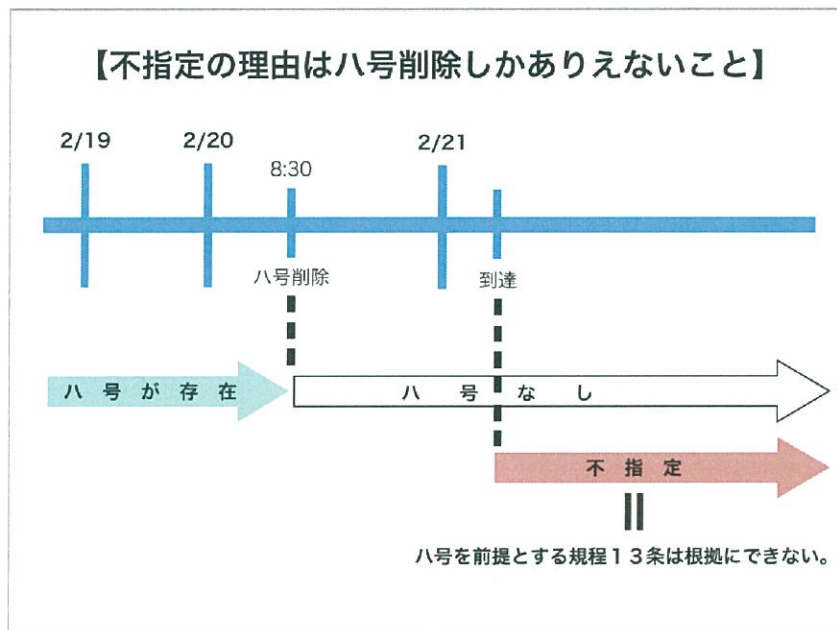 【不指定の理由は八号削除しかありえないこと】
2/19
2/20
8:30
2/21
八号削除
到達
八号が存在
八号なし
不指定
八号を前提とする規程13条は根拠にできない。